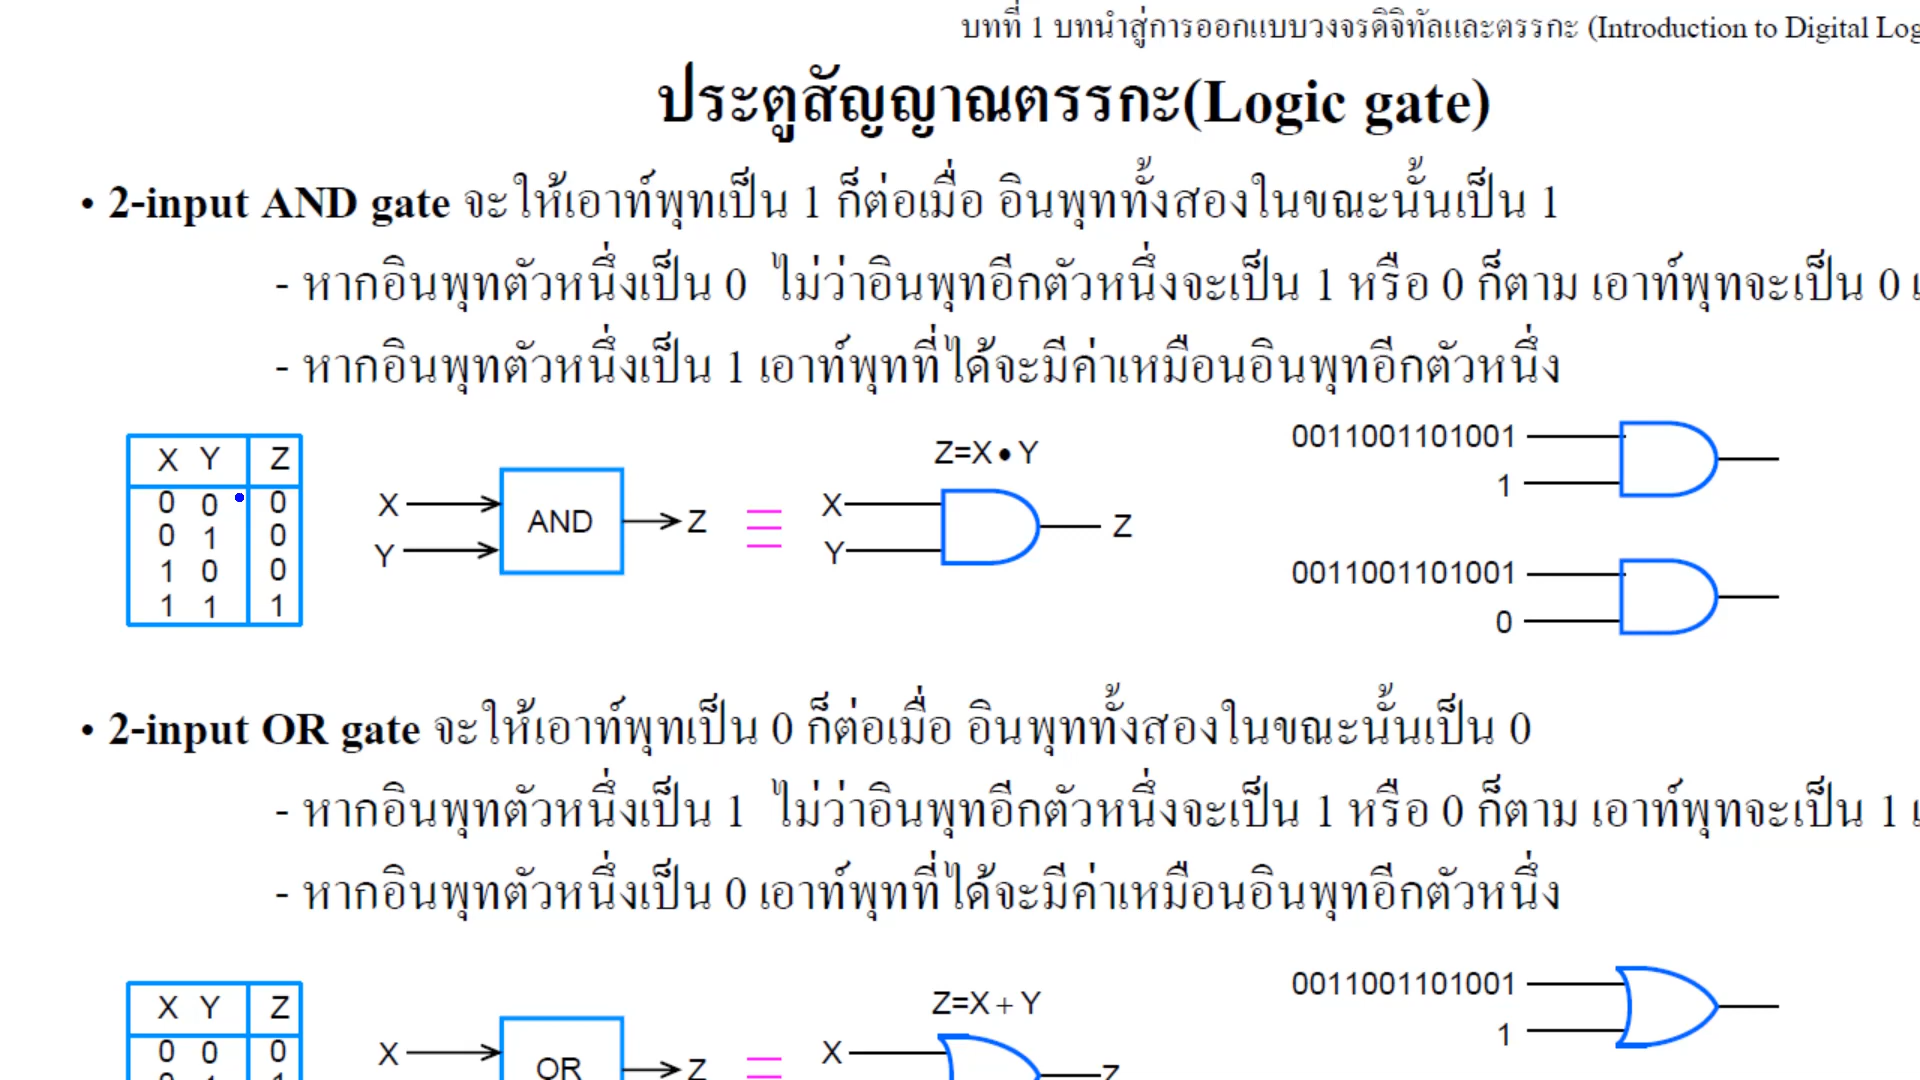 บทที่ 1 บทนำสู่การออกแบบวงจรดิจิทัลและตรรกะ (Introduction to Digital Log
ประตูสัญญาณตรรกะ(Logic gate)
• 2-input AND gate จะให้เอาท์พุทเป็น 1 ก็ต่อเมื่อ อินพุททั้งสองในขณะนั้นเป็น 1
- หากอินพุทตัวหนึ่งเป็น 0 ไม่ว่าอินพุทอีกตัวหนึ่งจะเป็น 1 หรือ 0 ก็ตาม เอาท์พุทจะเป็น 0
- หากอินพุทตัวหนึ่งเป็น 1 เอาท์พุทที่ได้จะมีค่าเหมือนอินพุทอีกตัวหนึ่ง
X Y Z
0 0 0
0 1 0
1 0 0
1 1 1
X
Y
AND
Z
Z=X•Y
X
Y
Z
0011001101001
1
0011001101001
0
• 2-input OR gate จะให้เอาท์พุทเป็น 0 ก็ต่อเมื่อ อินพุททั้งสองในขณะนั้นเป็น 0
- หากอินพุทตัวหนึ่งเป็น 1 ไม่ว่าอินพุทอีกตัวหนึ่งจะเป็น 1 หรือ 0 ก็ตาม เอาท์พุทจะเป็น 1
- หากอินพุทตัวหนึ่งเป็น 0 เอาท์พุทที่ได้จะมีค่าเหมือนอินพุทอีกตัวหนึ่ง
X Y Z
0 0 0
X
OR
Z
Z=X+Y
X
Z
0011001101001
1